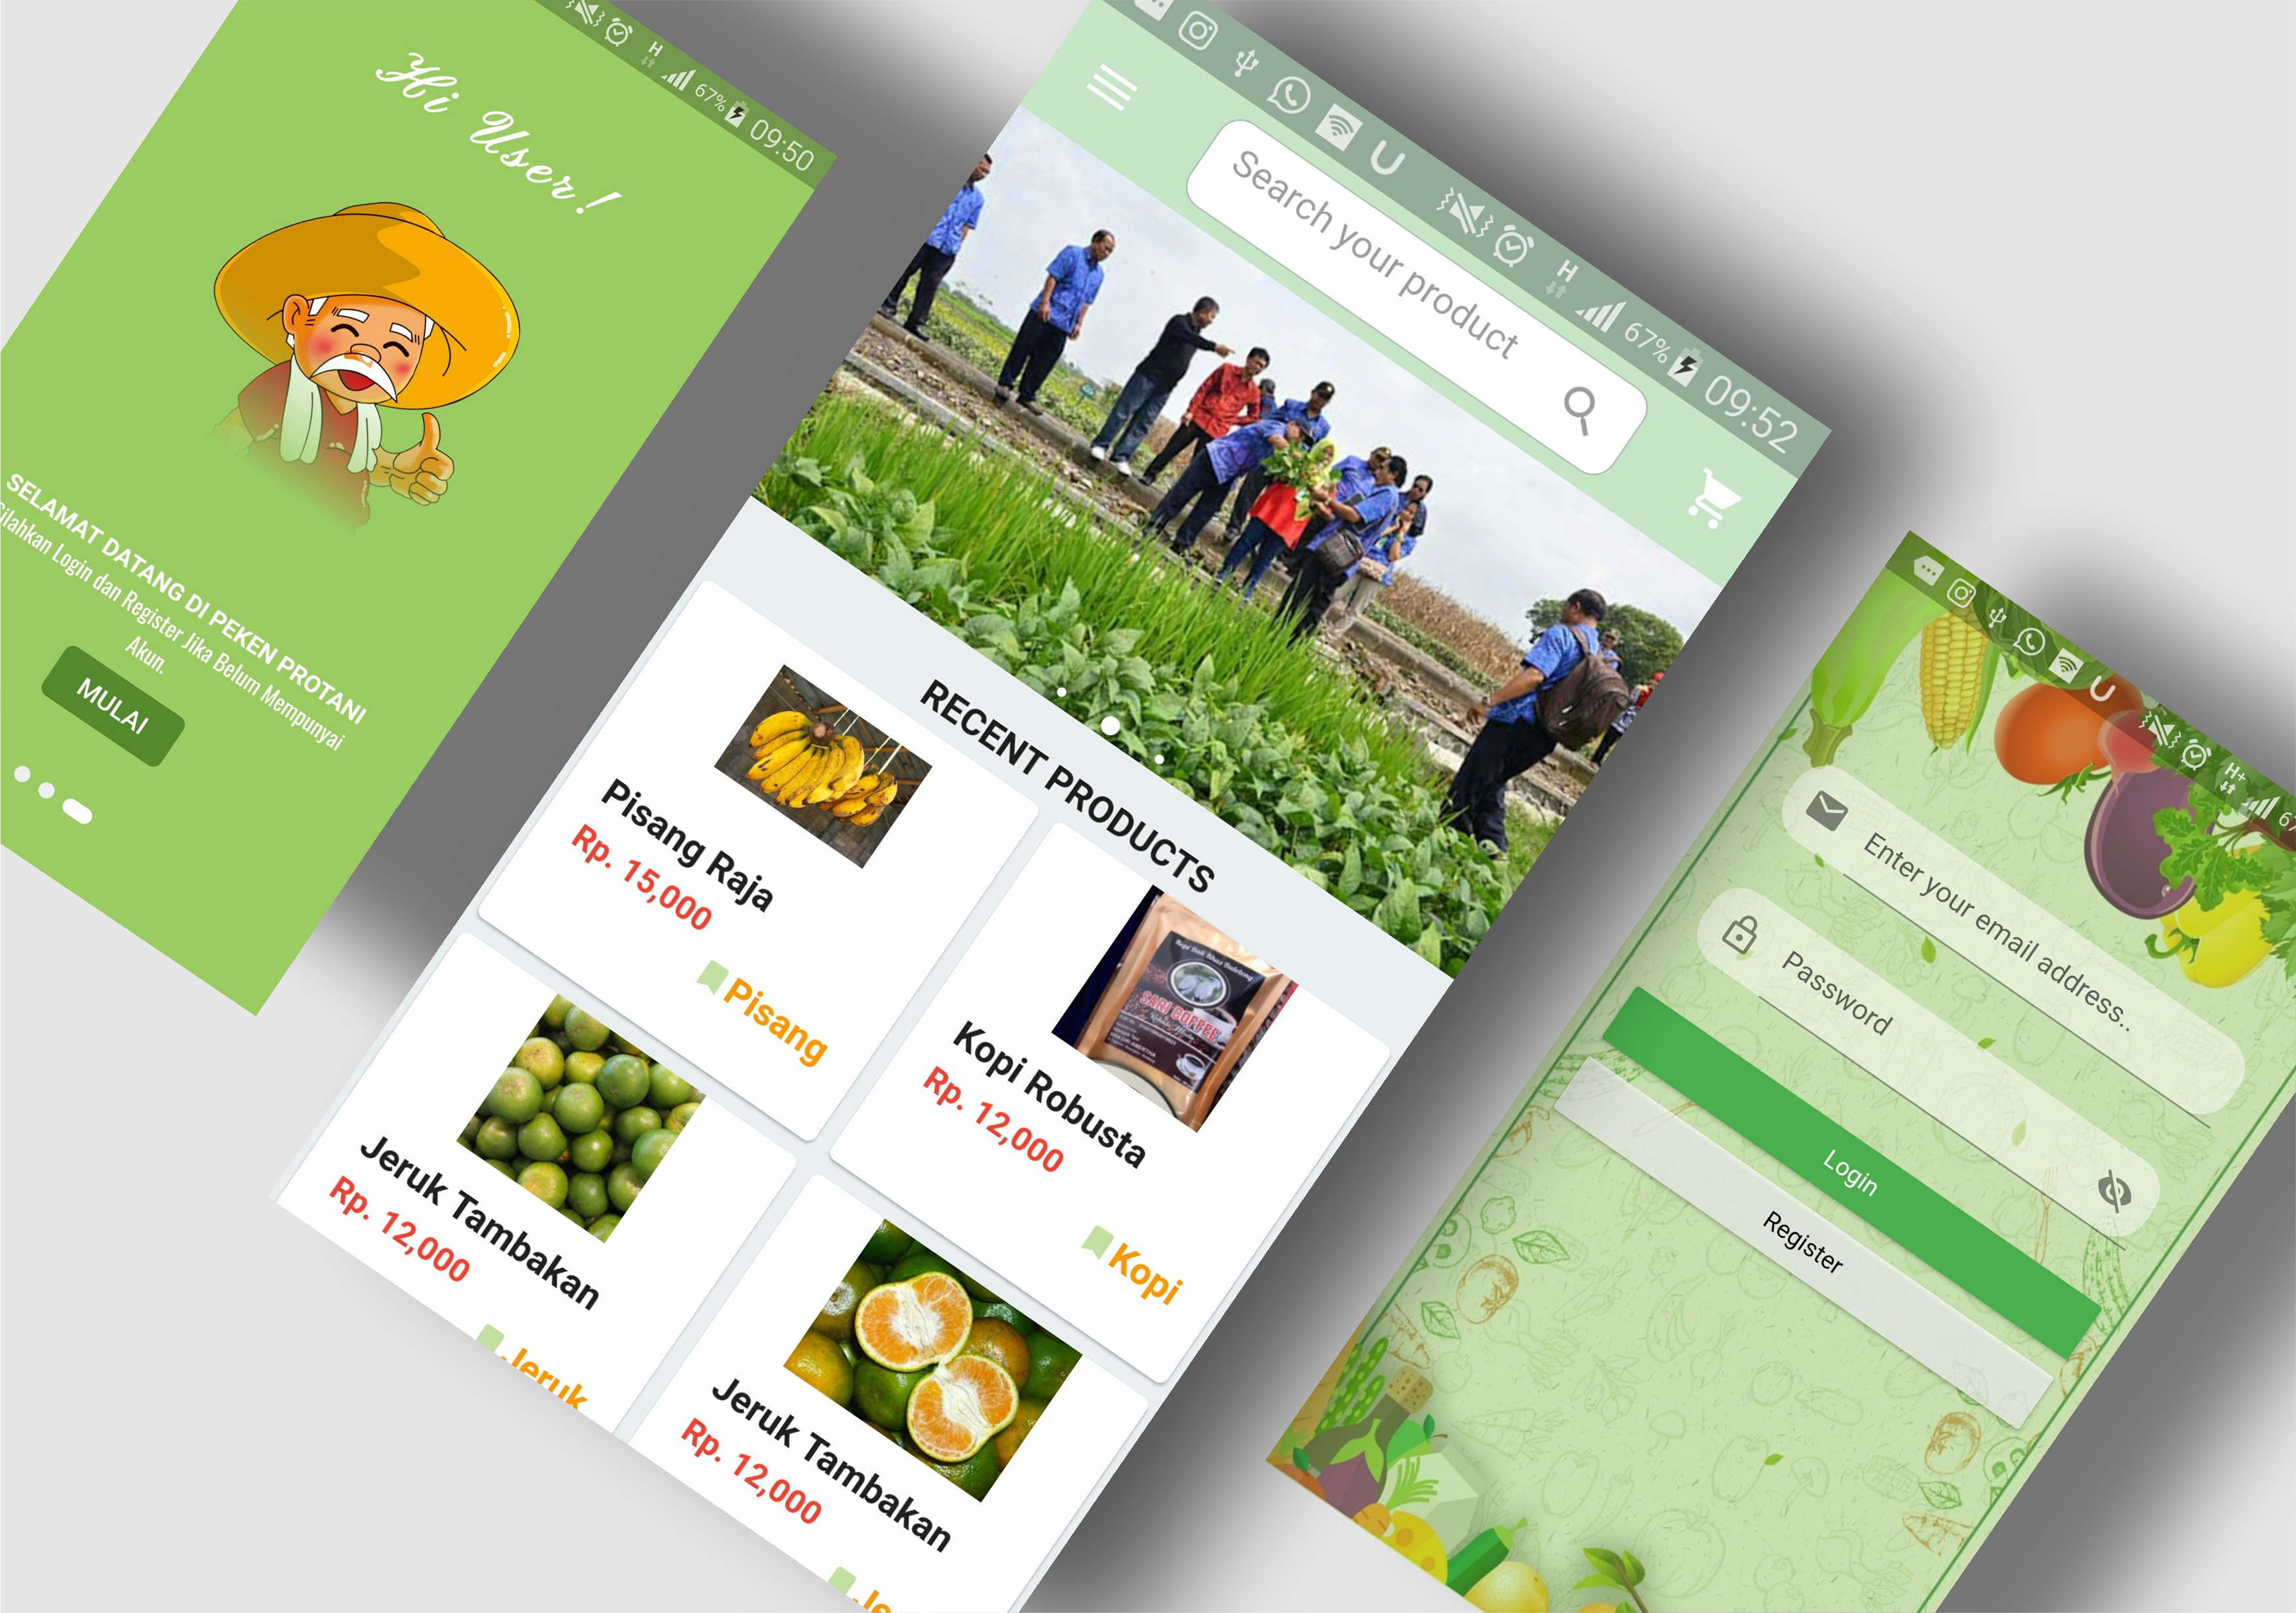 67% 09:50
Hi User!
SELAMAT DATANG DI PEKEN PROTANI
Silahkan Login dan Register Jika Belum Mempunyai
Akun.
MULAI
H 67% 09:52
Search your product
RECENT PRODUCTS
Pisang Raja
Rp. 15,000
Pisang
SARI COFFEE
Kopi Robusta
Rp. 12,000
Kopi
Jeruk Tambakan
Rp. 12,000
Jeruk
Jeruk Tambakan
Rp. 12,000
Je
H+ 67
Enter your email address..
Password
Login
Register